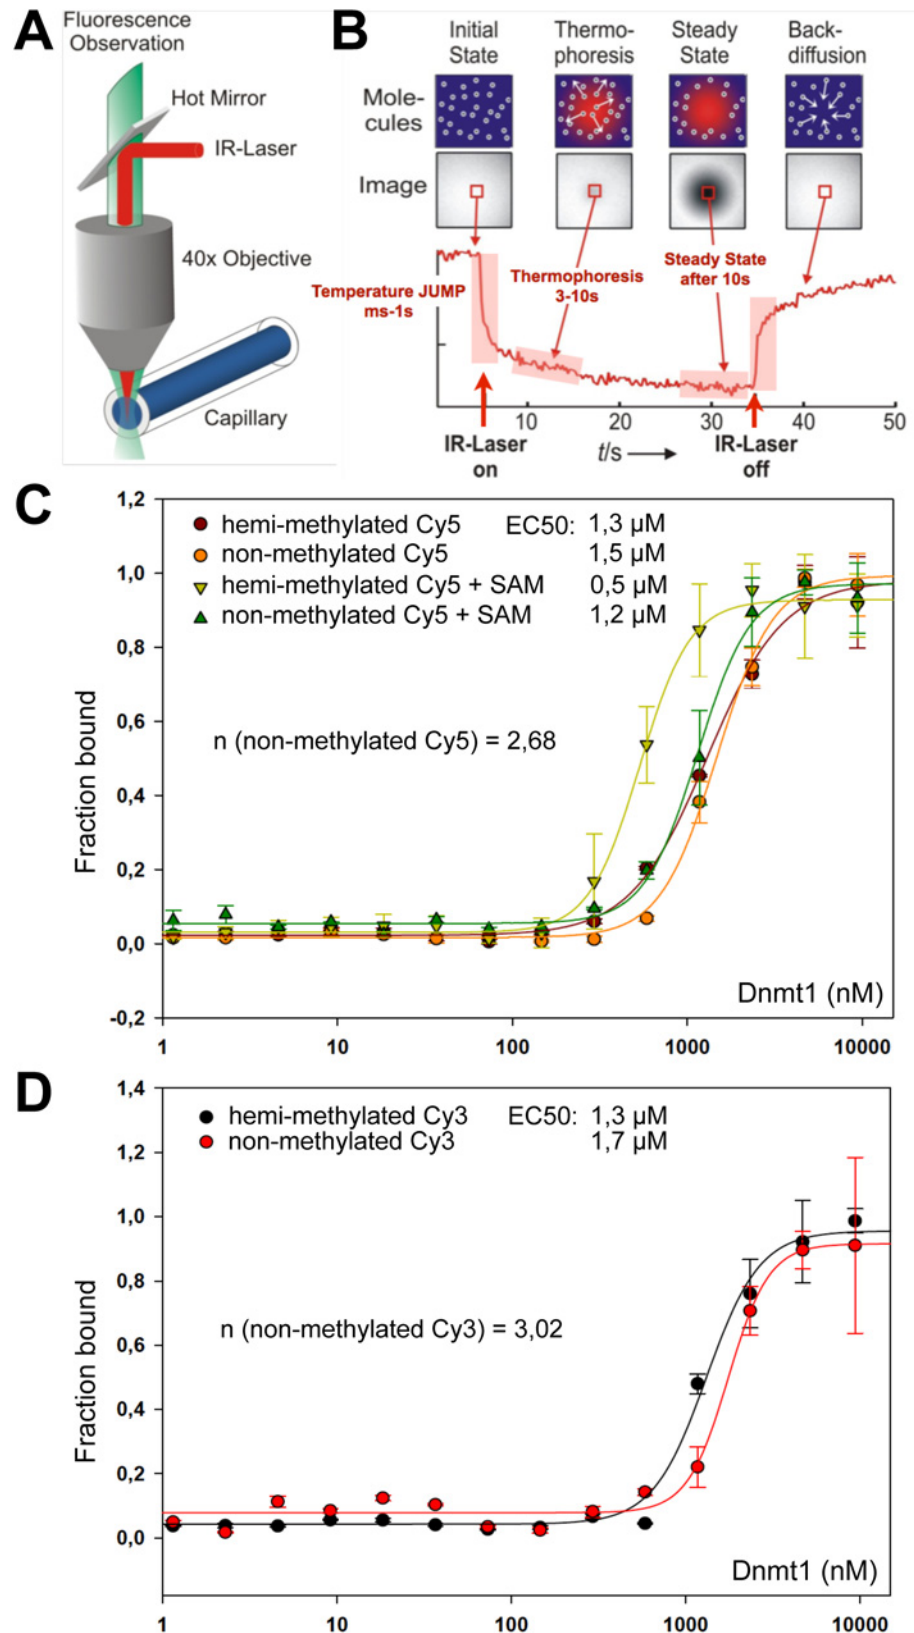 A
Fluorescence
Observation
Hot Mirror
IR-Laser
40x Objective
Capillary
B
Initial
State
Thermo-
phoresis
Steady
State
Back-
diffusion
Mole-
cules
Image
Temperature JUMP
ms-1s
Thermophoresis
3-10s
Steady State
after 10s
10 20 30 40 50
IR-Laser
on
t/s
IR-Laser
off
C
1,2
1,0
0,8
0,6
0,4
0,2
0,0
-0,2
Fraction bound
hemi-methylated Cy5 EC50: 1,3 µM
non-methylated Cy5 1,5 µM
hemi-methylated Cy5 + SAM 0,5 µM
non-methylated Cy5 + SAM 1,2 µM
n (non-methylated Cy5) = 2,68
Dnmt1 (nM)
1 10 100 1000 10000
D
1,4
1,2
1,0
0,8
0,6
0,4
0,2
0,0
Fraction bound
hemi-methylated Cy3 EC50: 1,3 µM
non-methylated Cy3 1,7 µM
n (non-methylated Cy3) = 3,02
Dnmt1 (nM)
1 10 100 1000 10000